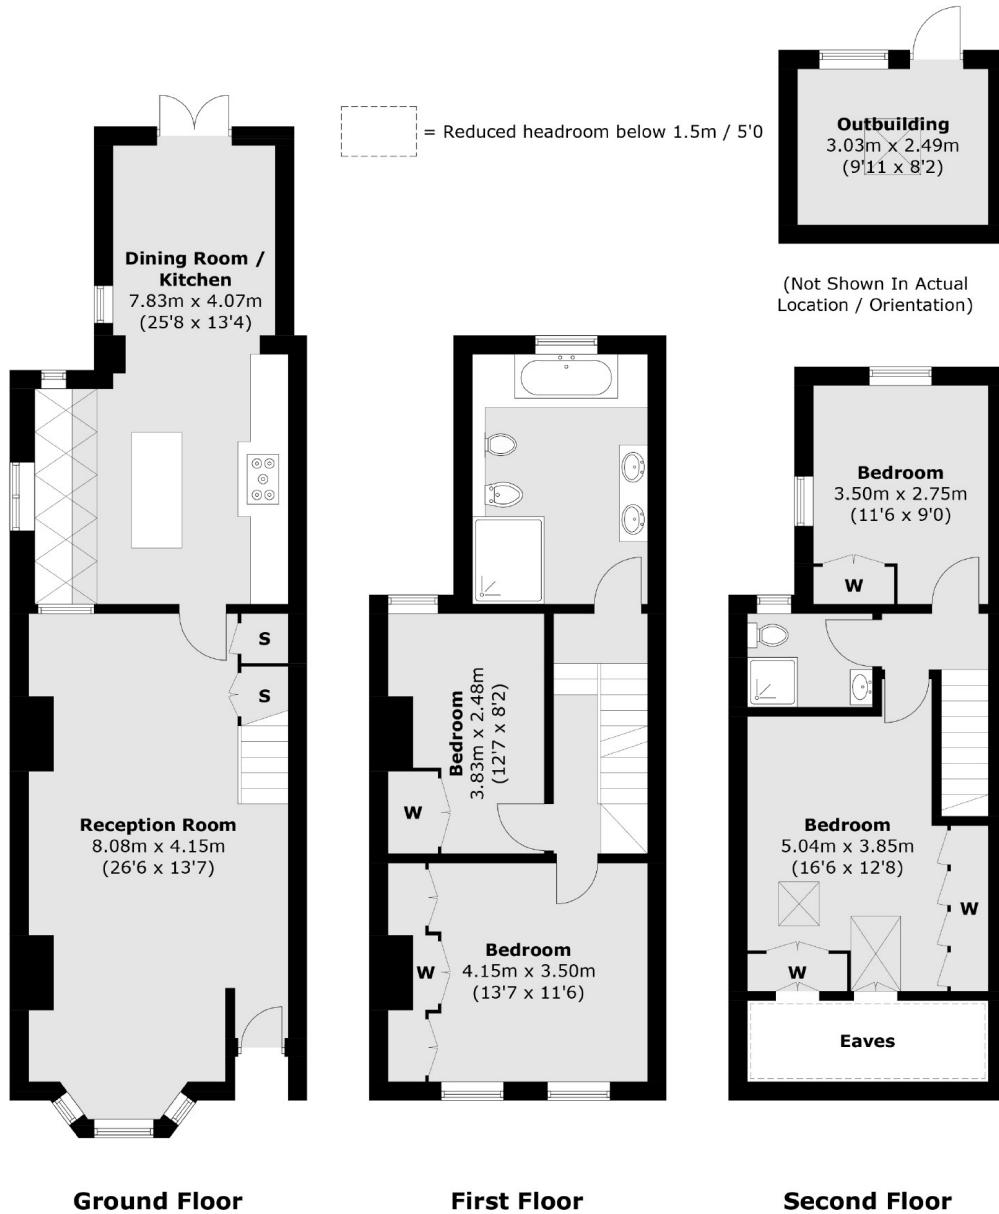 = Reduced headroom below 1.5m / 5'0
Outbuilding
3.03m x 2.49m
(9'11 x 8'2)
(Not Shown In Actual
Location / Orientation)
Dining Room /
Kitchen
7.83m x 4.07m
(25'8 x 13'4)
S
S
Reception Room
8.08m x 4.15m
(26'6 x 13'7)
Ground Floor
Bedroom
3.83m x 2.48m
(12'7 x 8'2)
W
Bedroom
4.15m x 3.50m
(13'7 x 11'6)
W
First Floor
Bedroom
3.50m x 2.75m
(11'6 x 9'0)
W
Bedroom
5.04m x 3.85m
(16'6 x 12'8)
W
W
Eaves
Second Floor